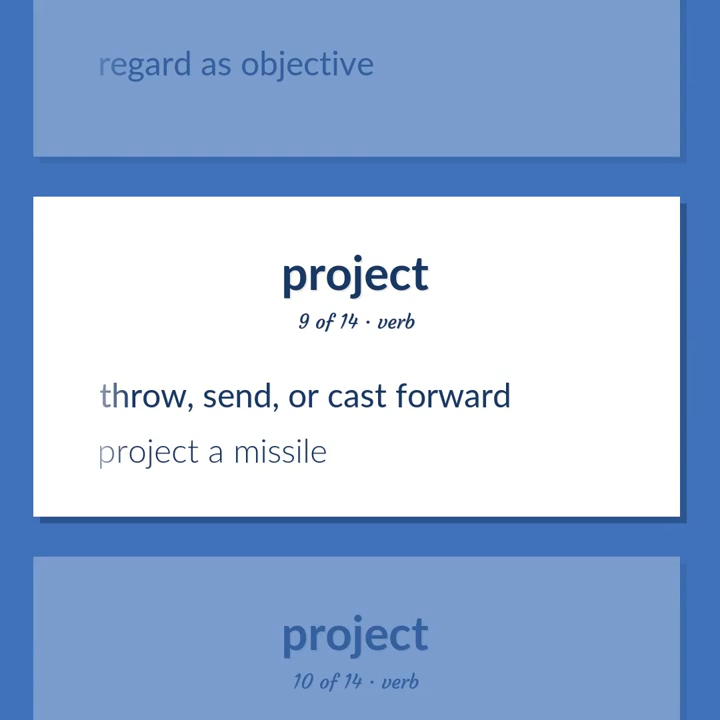 regard as objective
project
9 of 14 · verb
throw, send, or cast forward
project a missile
project
10 of 14 · verb